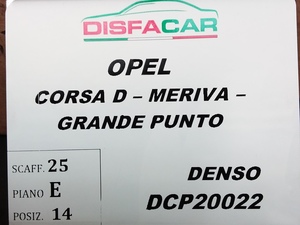 DISFACAR
OPEL
CORSA D – MERIVA –
GRANDE PUNTO
SCAFF. 25
PIANO E
POSIZ. 14
DENSO
DCP20022